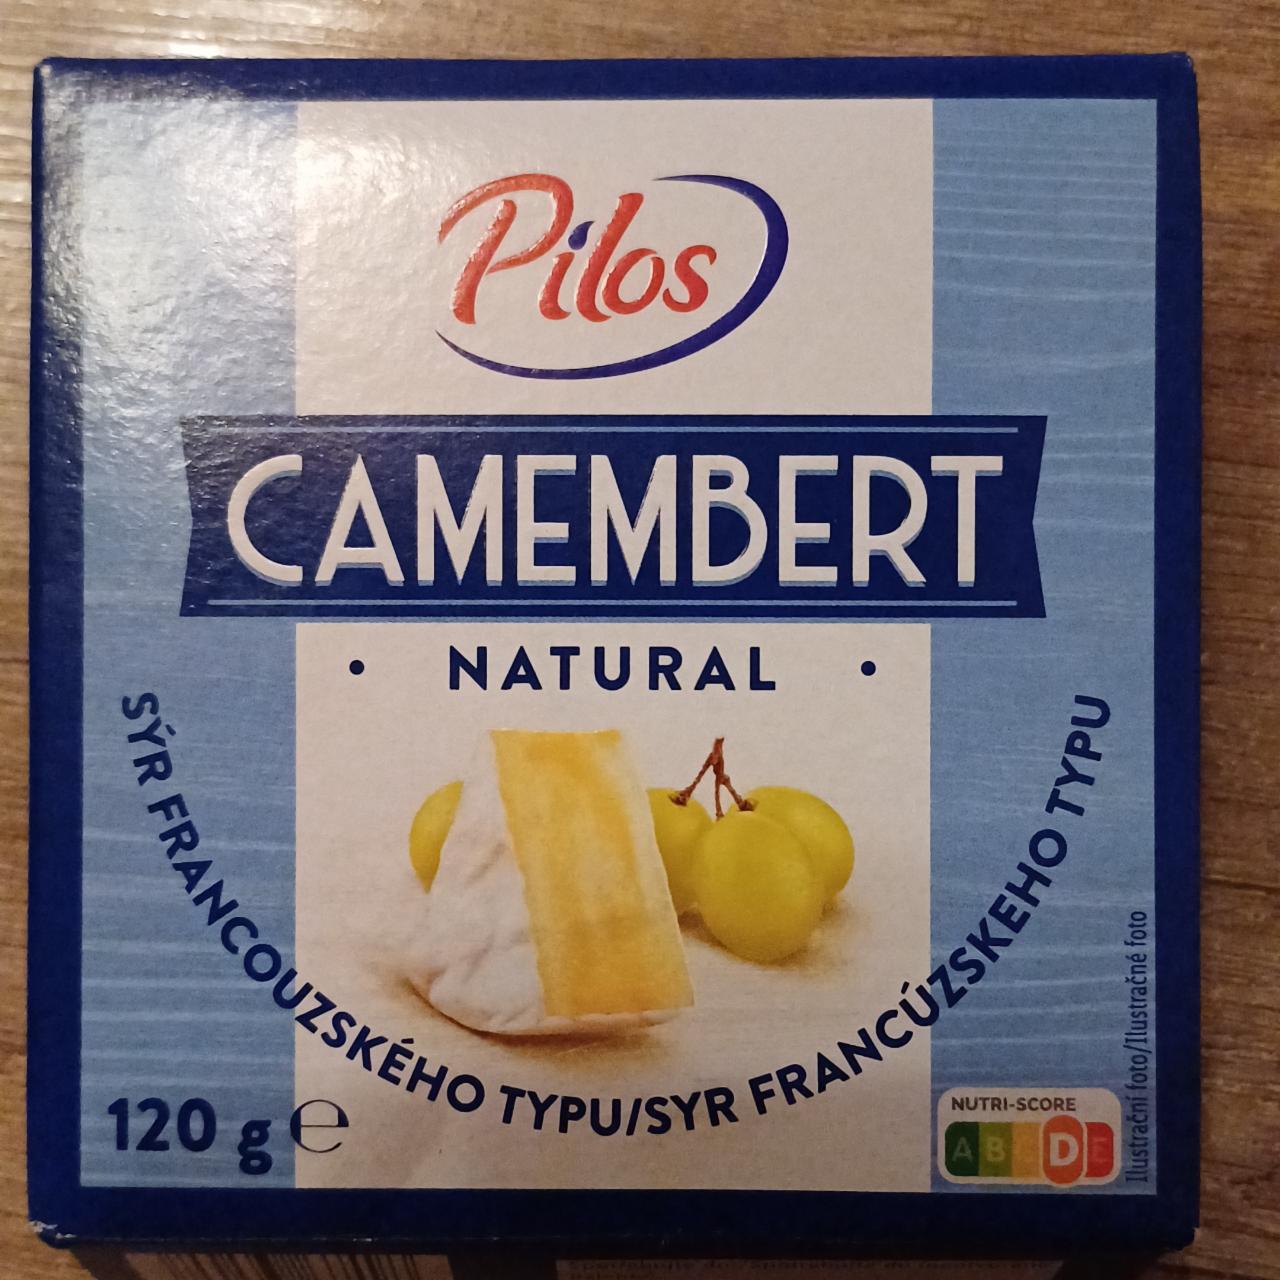 Pilos
CAMEMBERT
• NATURAL •
SÝR FRANCOUZSKÉHO TYPU/SYR FRANCÚZSKEHO TYPU
120 g ℮
NUTRI-SCORE
A B D E
Ilustrační foto/Ilustračné foto